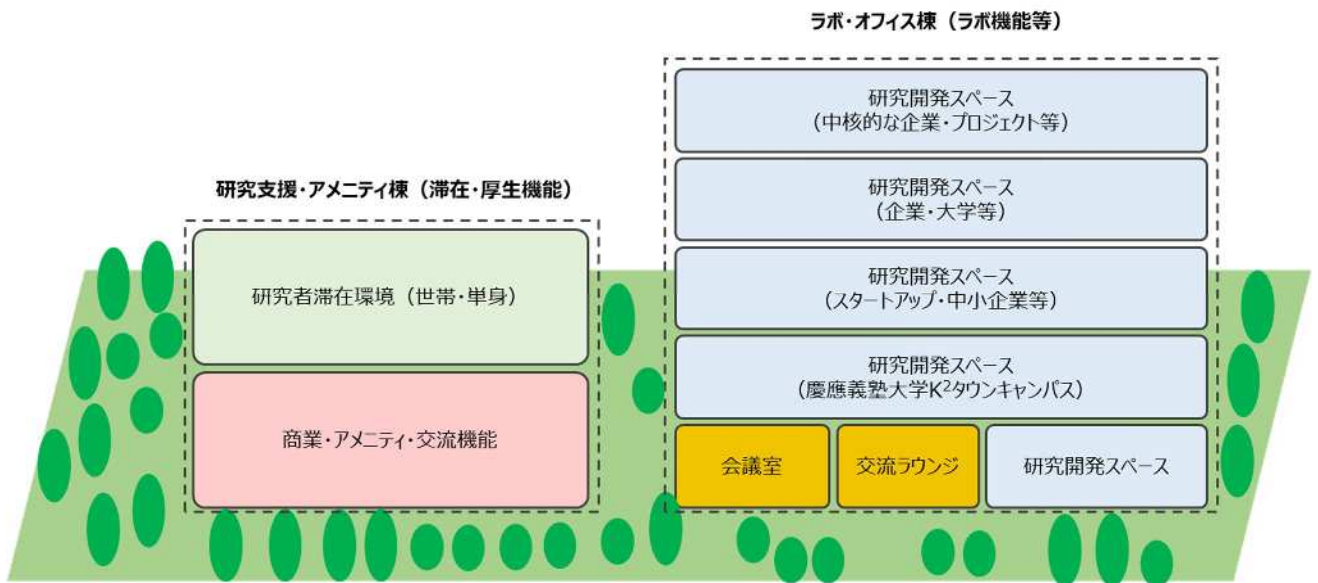 ラボ・オフィス棟（ラボ機能等）
研究開発スペース
（中核的な企業・プロジェクト等）
研究開発スペース
（企業・大学等）
研究開発スペース
（スタートアップ・中小企業等）
研究開発スペース
（慶應義塾大学K²タウンキャンパス）
会議室
交流ラウンジ
研究開発スペース
研究支援・アメニティ棟（滞在・厚生機能）
研究者滞在環境（世帯・単身）
商業・アメニティ・交流機能